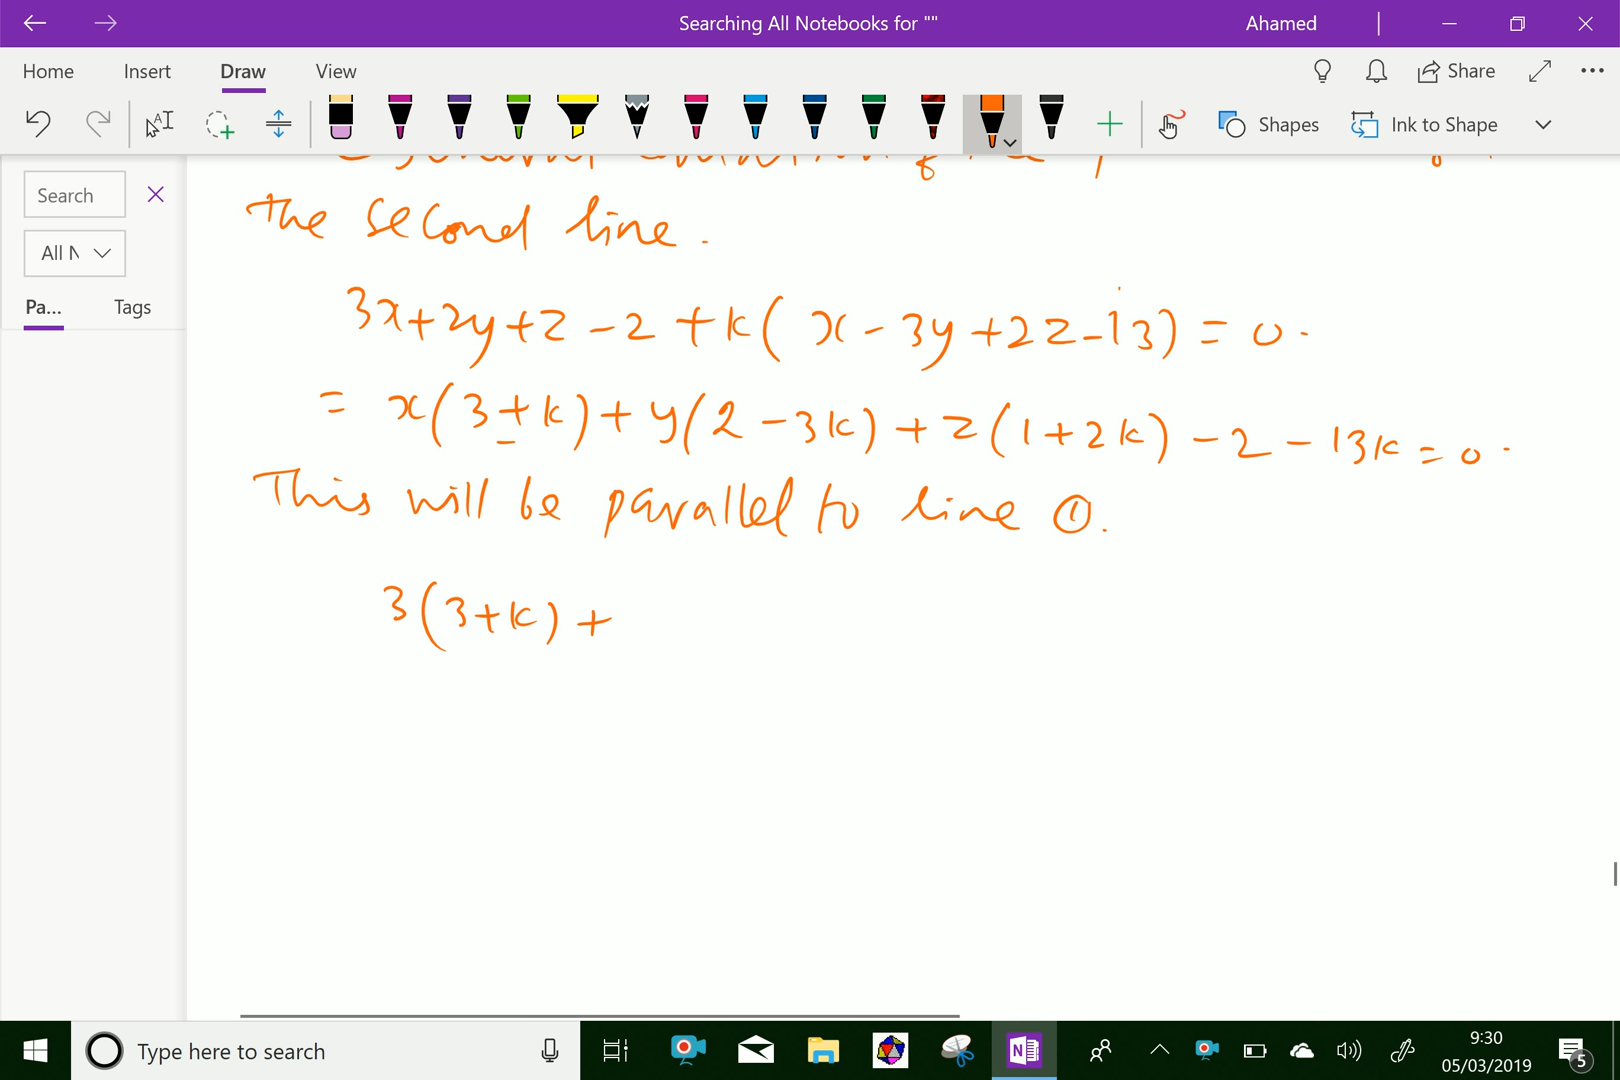 Searching All Notebooks for ""
Ahamed
Home Insert Draw View
Share
Shapes Ink to Shape
Search
All N
Pa... Tags
the second line.
3x+2y+z-2+k(x-3y+2z-13)=0.
= x(3+k)+y(2-3k)+z(1+2k)-2-13k=0.
This will be parallel to line ①.
3(3+k)+
Type here to search
9:30
05/03/2019
5